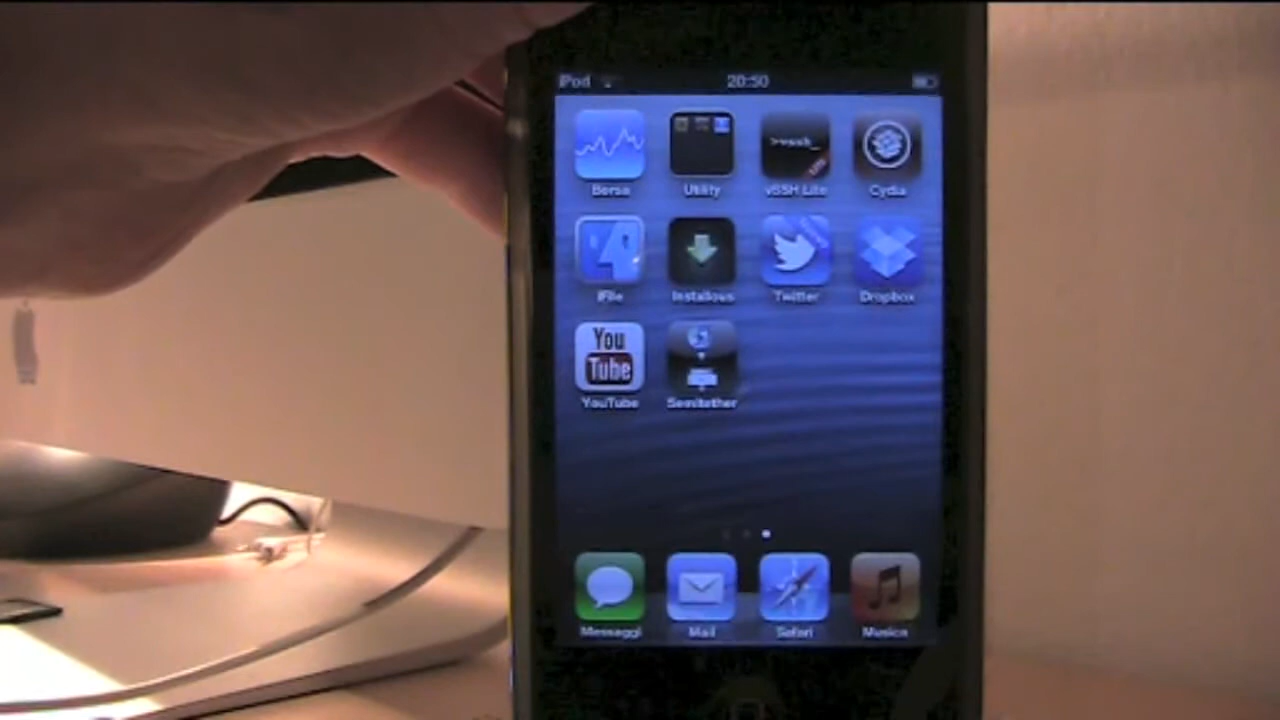 iPod 20:50
Borsa Utility vSSH Lite Cydia
>vssh_
iFile Installous Twitter Dropbox
You
Tube
YouTube Semitether
Messaggi Mail Safari Musica